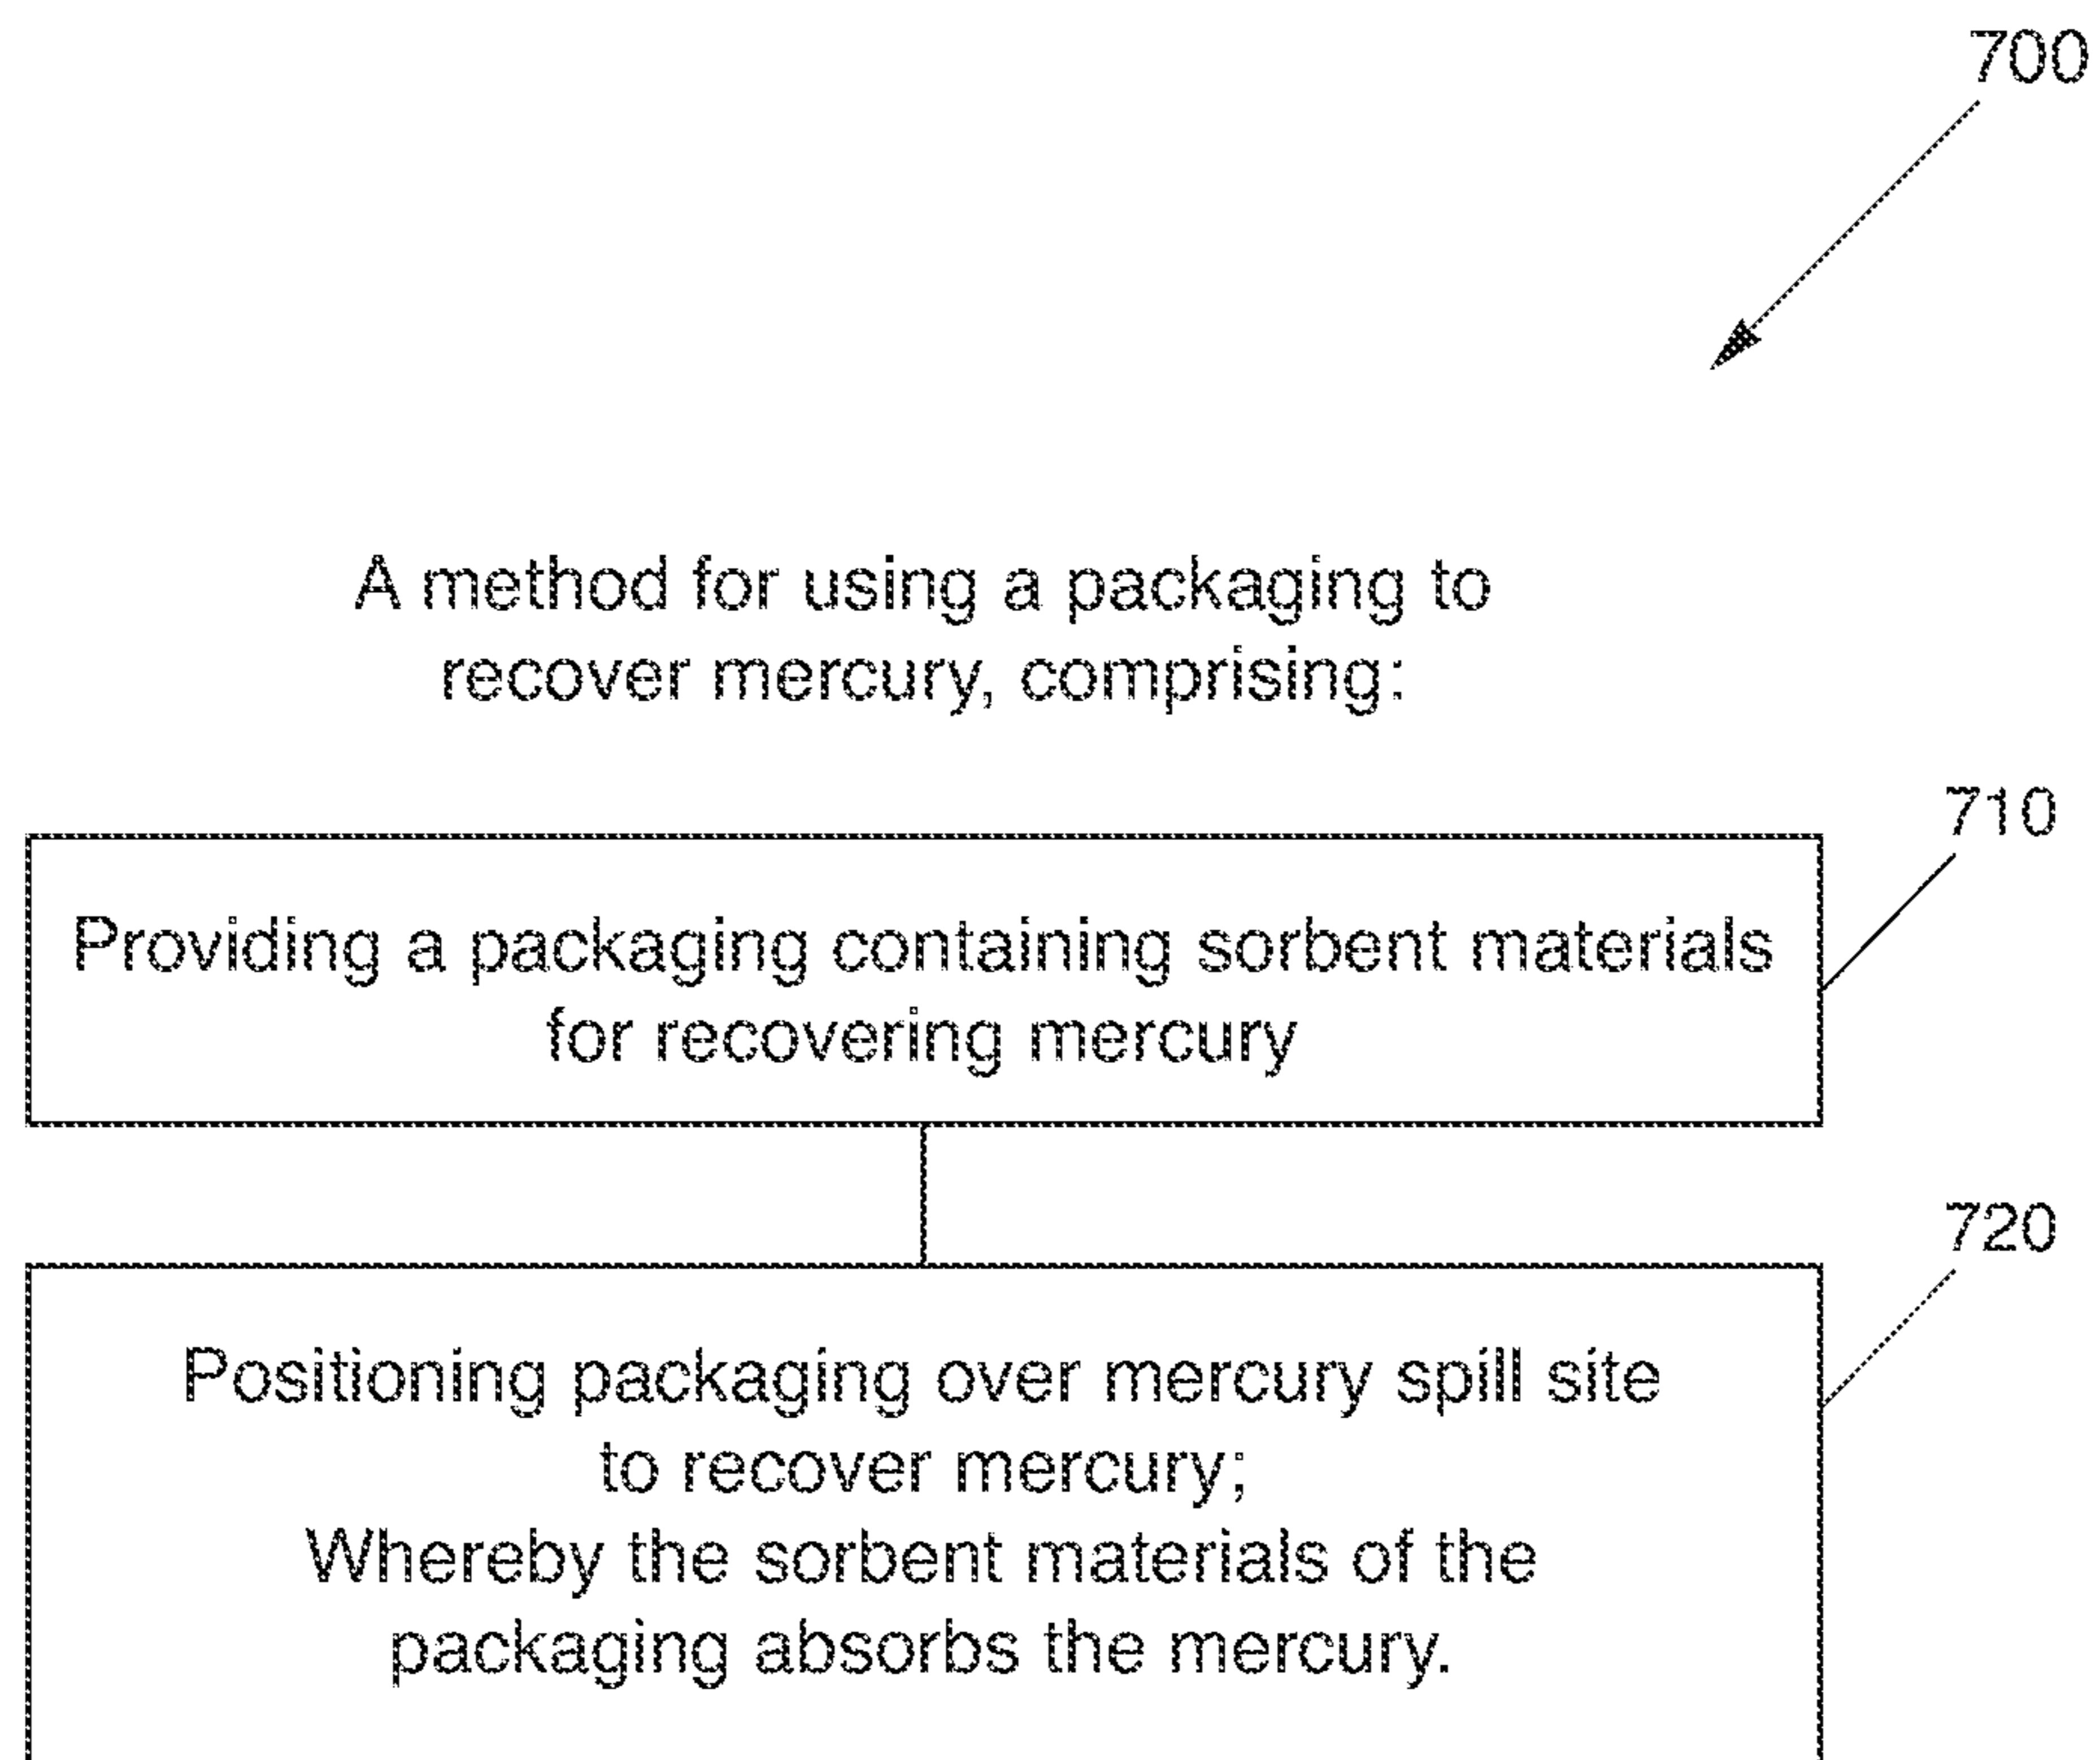 700
A method for using a packaging to
recover mercury, comprising:
710
Providing a packaging containing sorbent materials
for recovering mercury
720
Positioning packaging over mercury spill site
to recover mercury;
Whereby the sorbent materials of the
packaging absorbs the mercury.